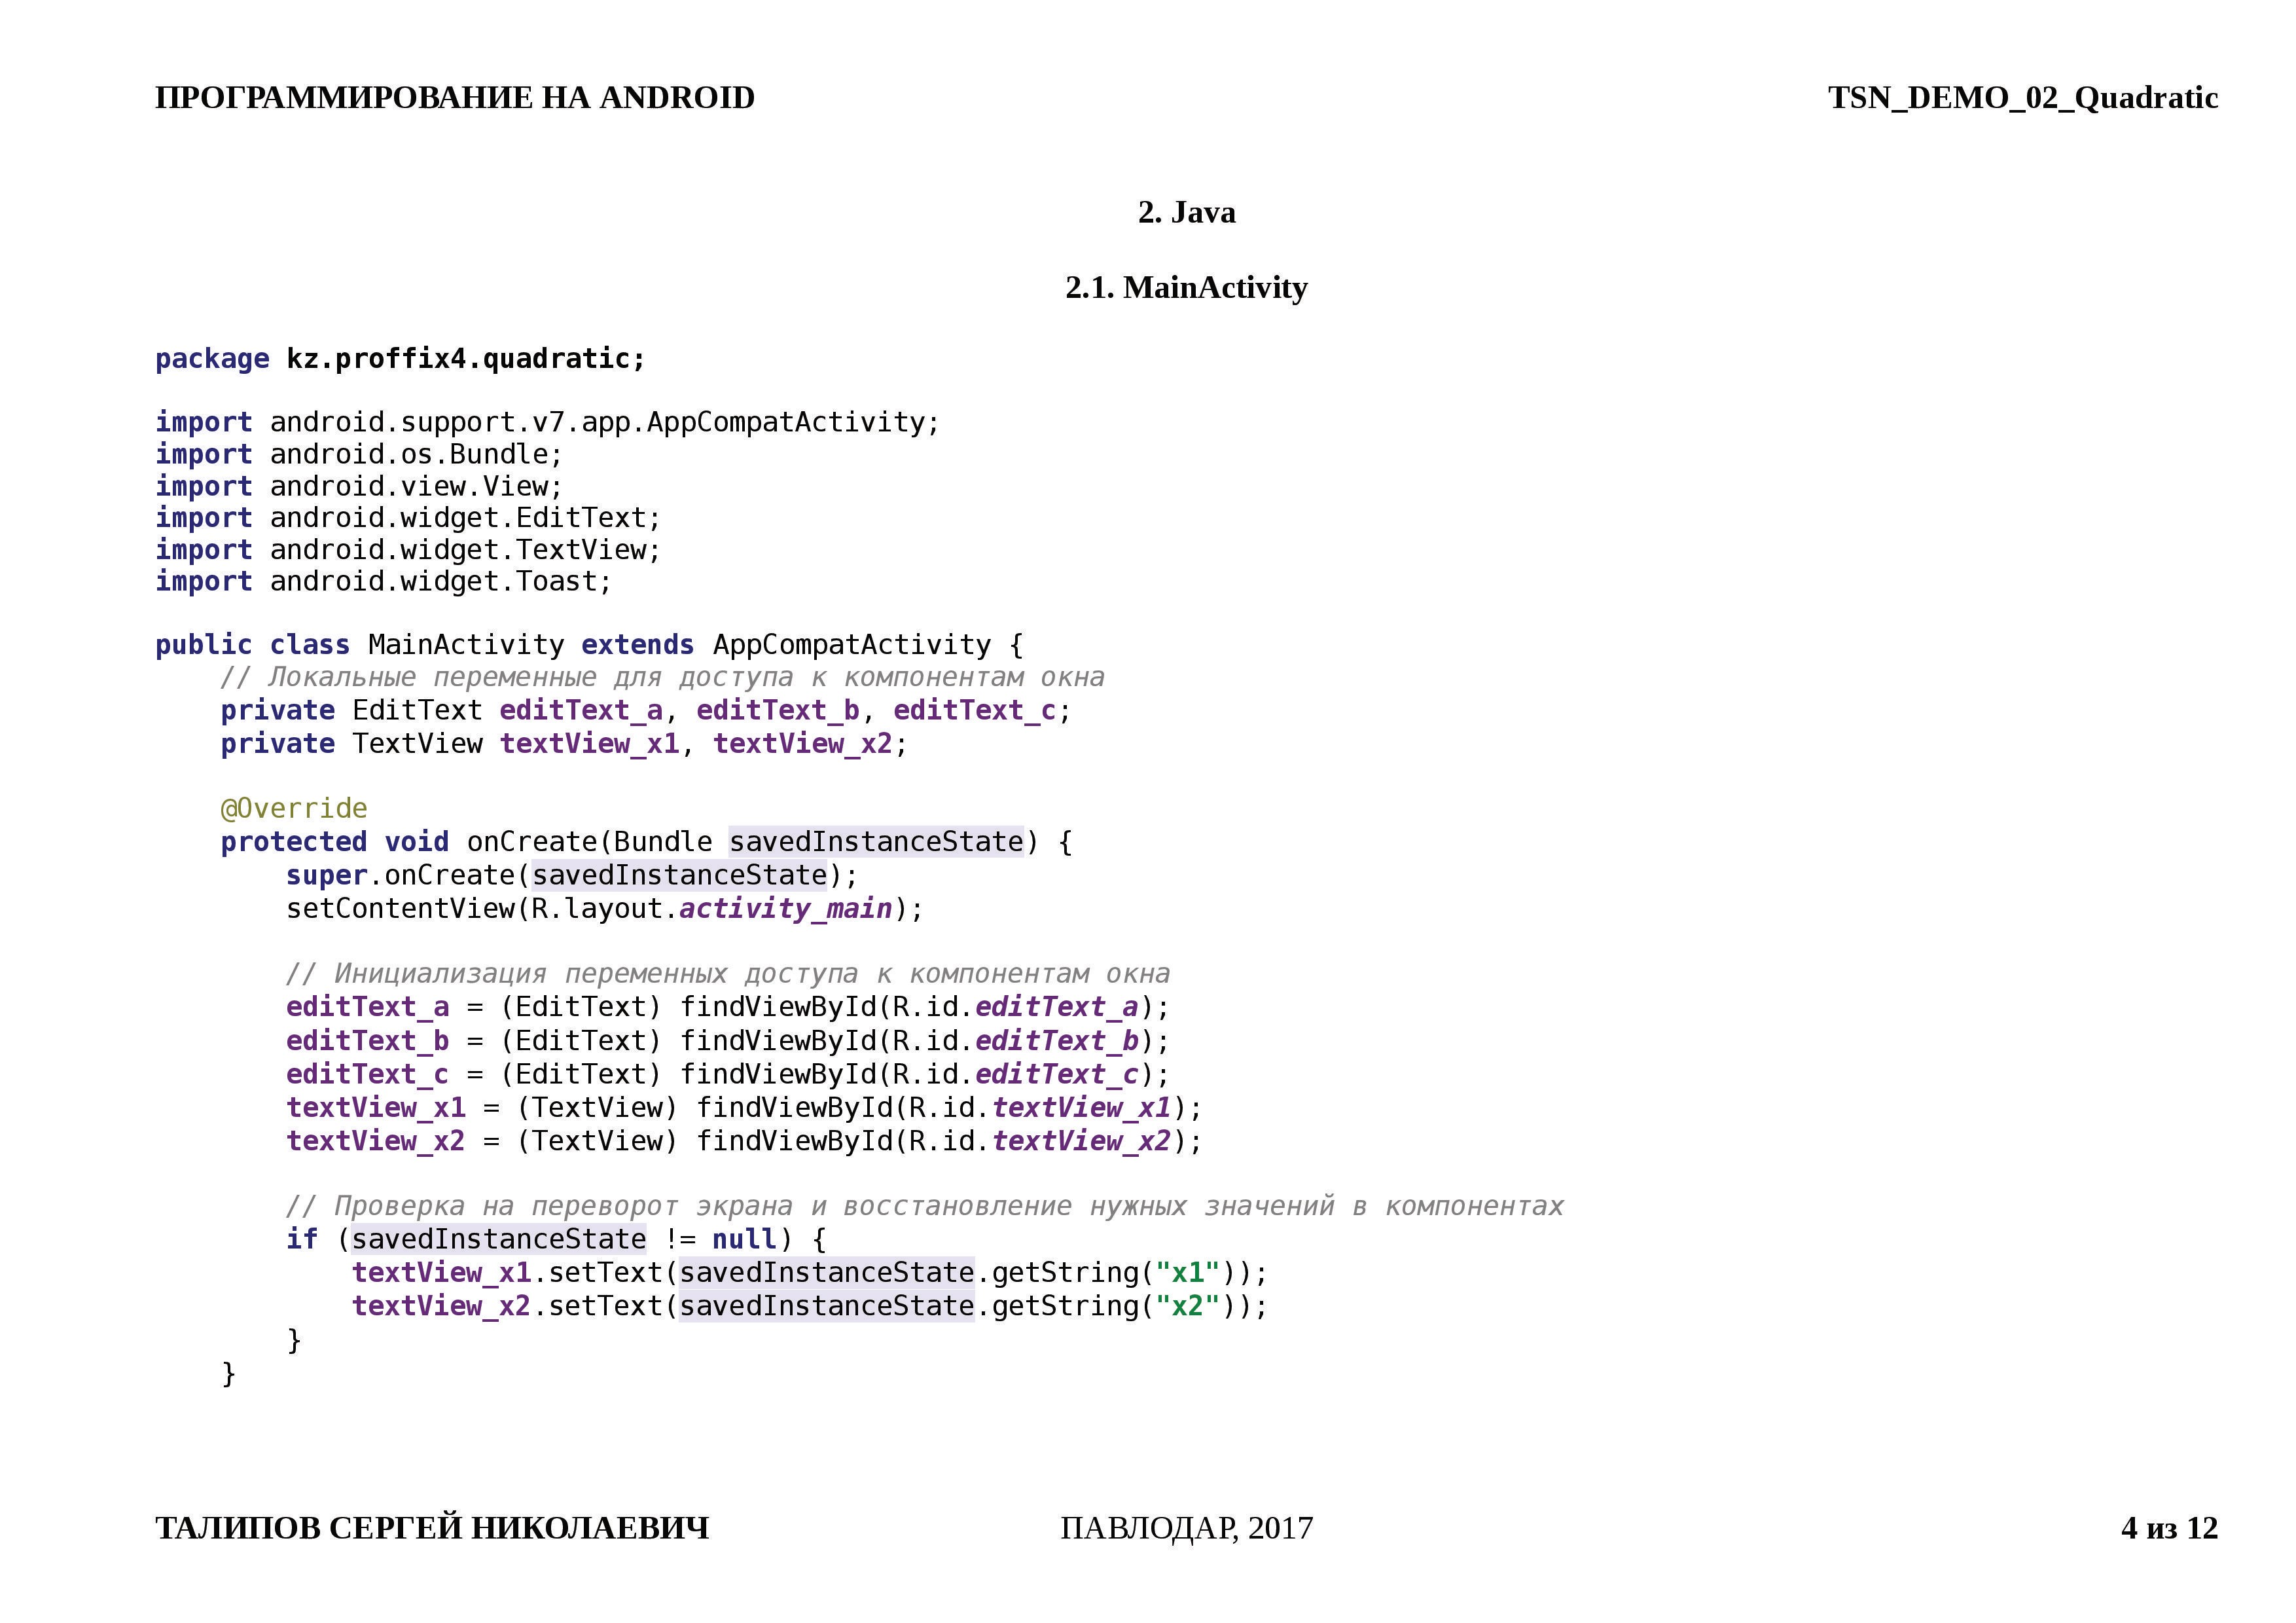 ПРОГРАММИРОВАНИЕ НА ANDROID TSN_DEMO_02_Quadratic
2. Java
2.1. MainActivity
package kz.proffix4.quadratic;
import android.support.v7.app.AppCompatActivity;
import android.os.Bundle;
import android.view.View;
import android.widget.EditText;
import android.widget.TextView;
import android.widget.Toast;
public class MainActivity extends AppCompatActivity {
    // Локальные переменные для доступа к компонентам окна
    private EditText editText_a, editText_b, editText_c;
    private TextView textView_x1, textView_x2;
    @Override
    protected void onCreate(Bundle savedInstanceState) {
        super.onCreate(savedInstanceState);
        setContentView(R.layout.activity_main);
        // Инициализация переменных доступа к компонентам окна
        editText_a = (EditText) findViewById(R.id.editText_a);
        editText_b = (EditText) findViewById(R.id.editText_b);
        editText_c = (EditText) findViewById(R.id.editText_c);
        textView_x1 = (TextView) findViewById(R.id.textView_x1);
        textView_x2 = (TextView) findViewById(R.id.textView_x2);
        // Проверка на переворот экрана и восстановление нужных значений в компонентах
        if (savedInstanceState != null) {
            textView_x1.setText(savedInstanceState.getString("x1"));
            textView_x2.setText(savedInstanceState.getString("x2"));
        }
    }
ТАЛИПОВ СЕРГЕЙ НИКОЛАЕВИЧ ПАВЛОДАР, 2017 4 из 12